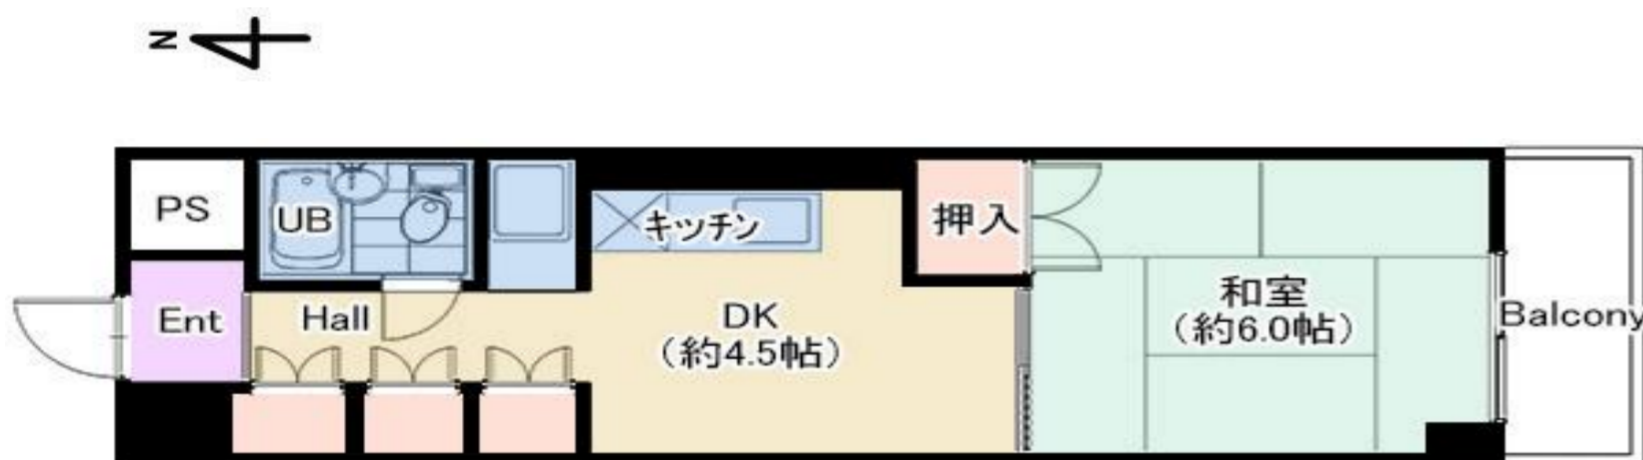 N
PS
UB
キッチン
押入
Ent
Hall
DK
(約4.5帖)
和室
(約6.0帖)
Balcony